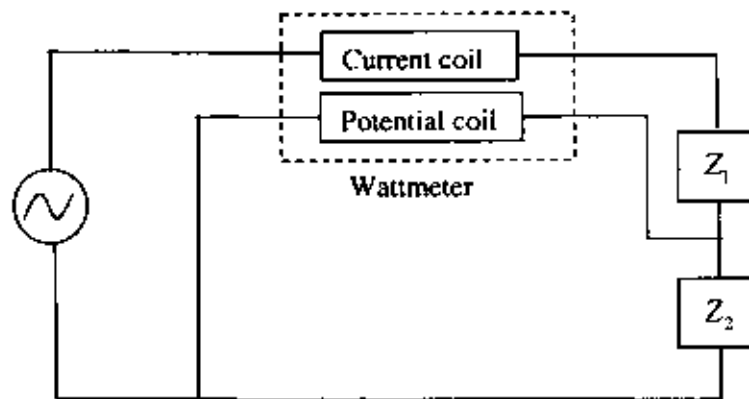 Current coil
Potential coil
Wattmeter
Z₁
Z₂